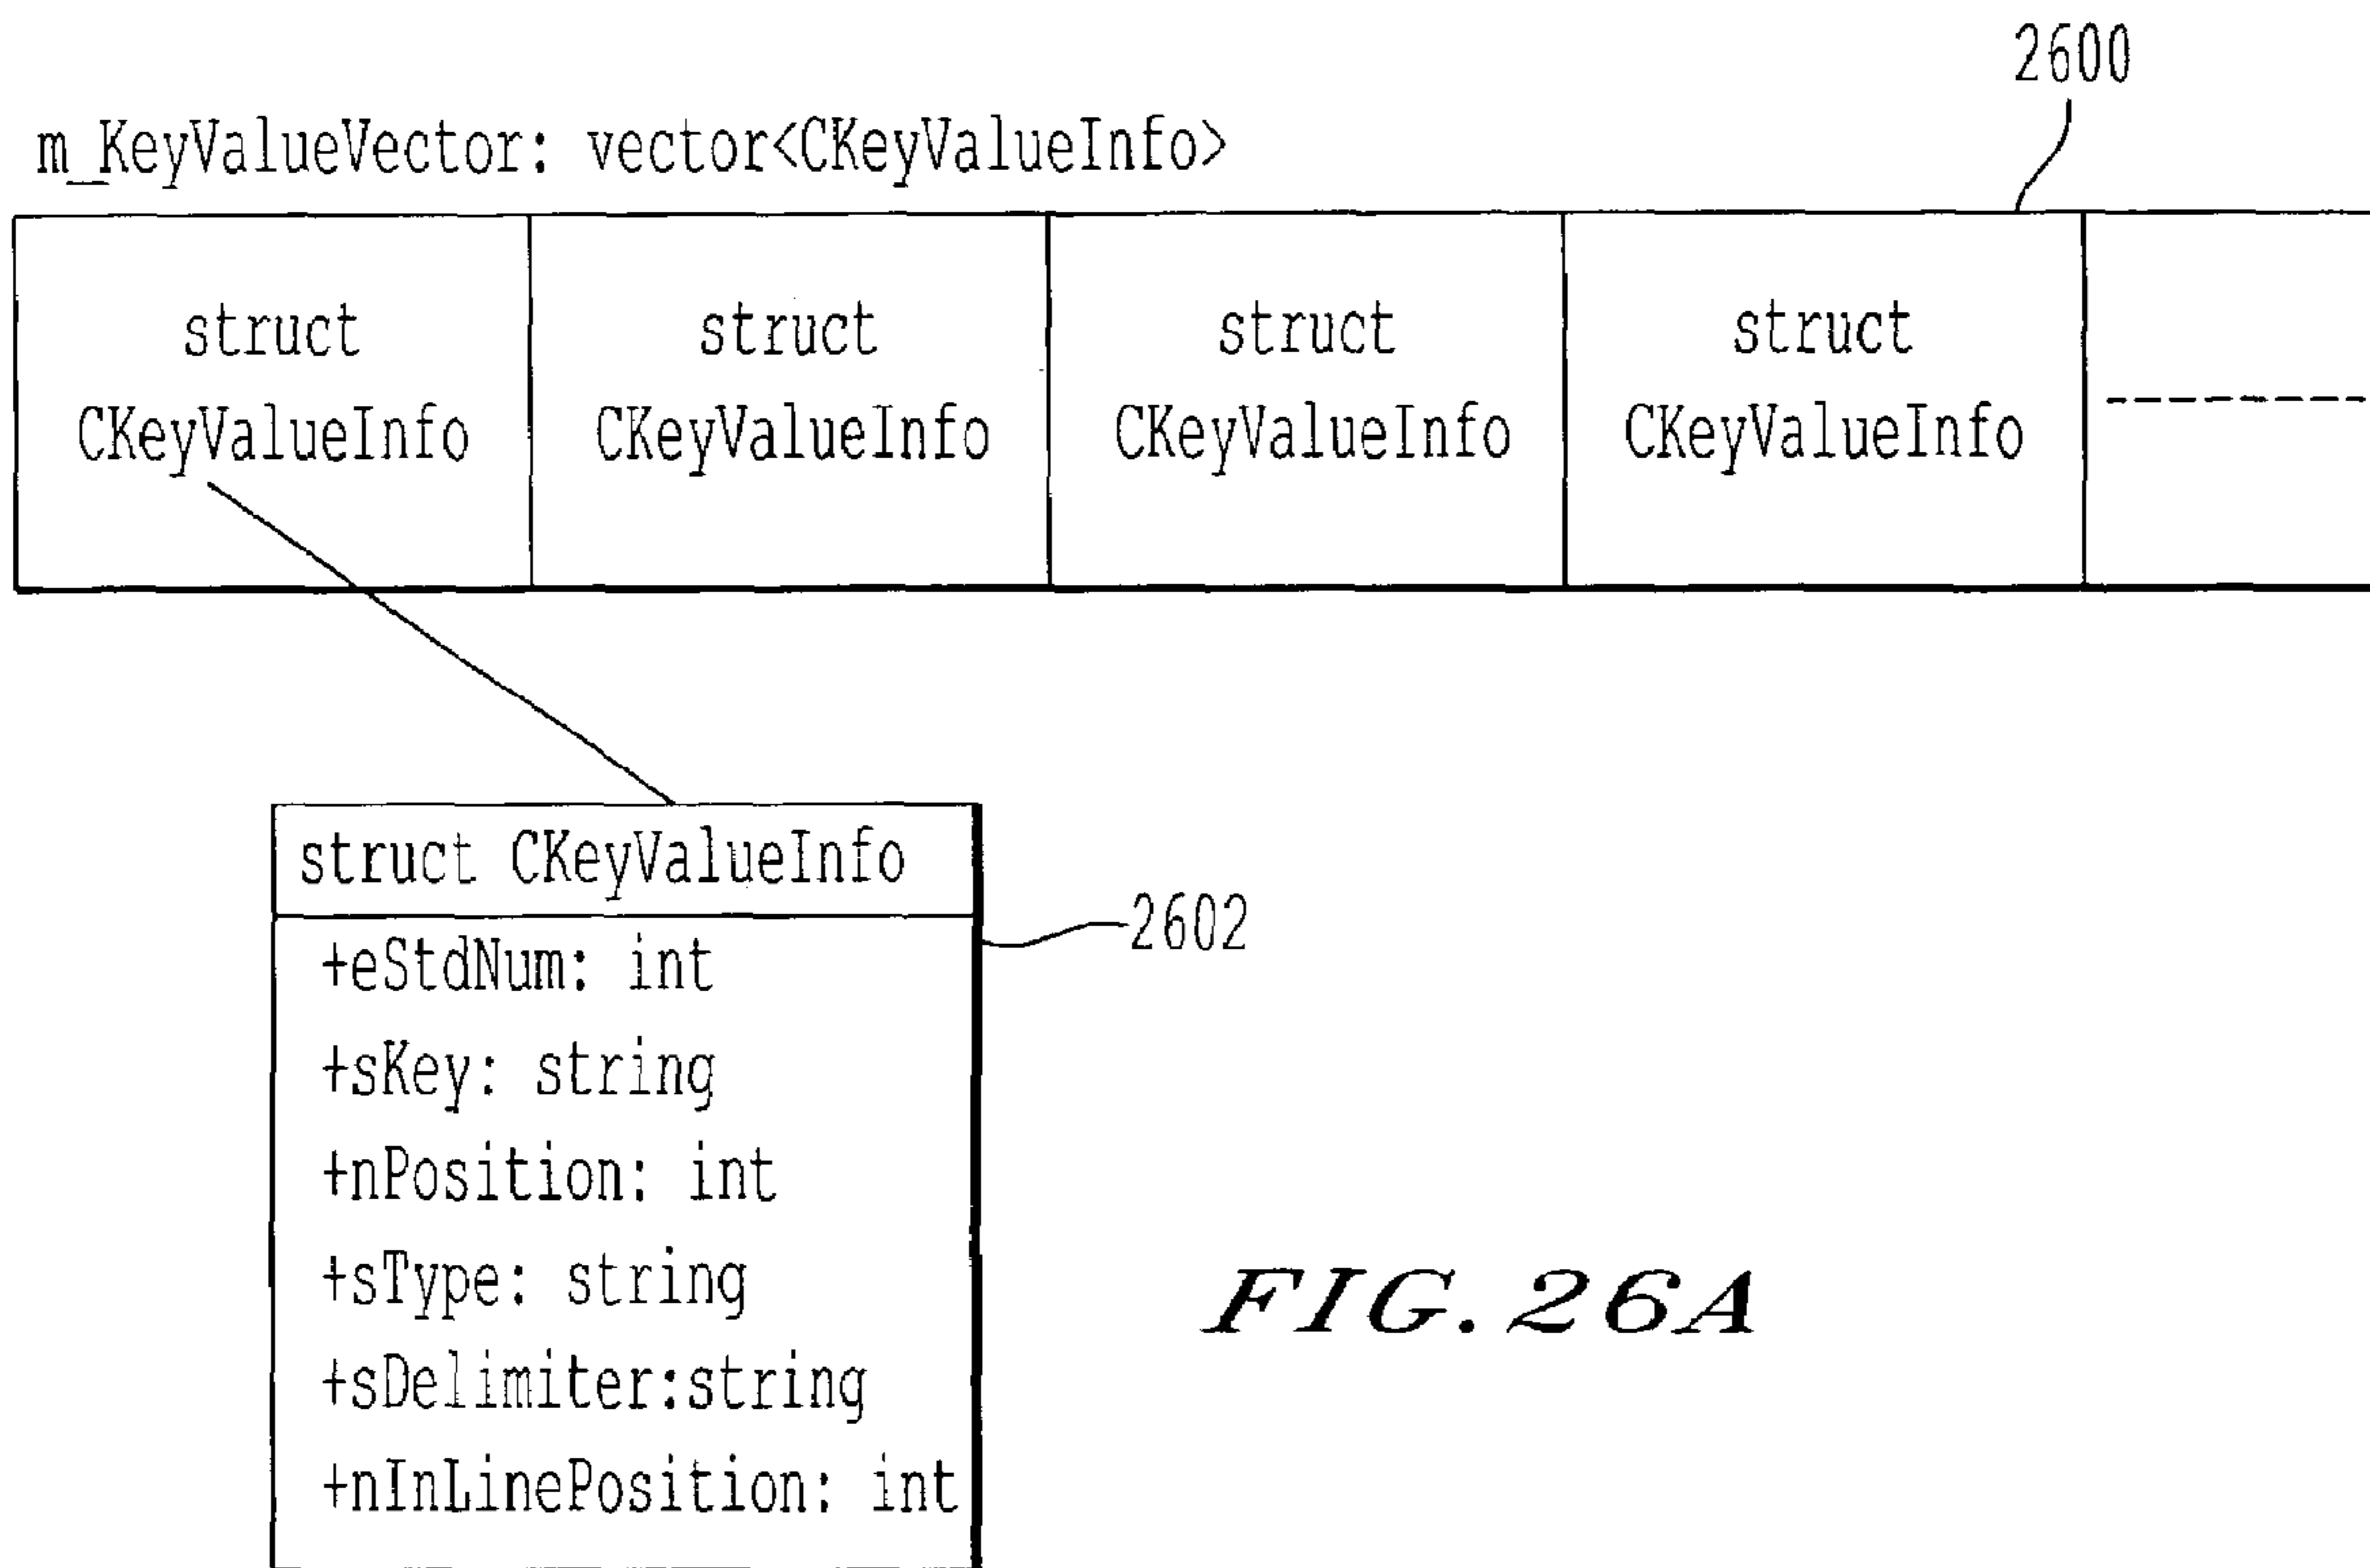 2600
m_KeyValueVector: vector<CKeyValueInfo>
struct CKeyValueInfo
struct CKeyValueInfo
struct CKeyValueInfo
struct CKeyValueInfo
struct CKeyValueInfo
2602
+eStdNum: int
+sKey: string
+nPosition: int
+sType: string
+sDelimiter:string
+nInLinePosition: int
FIG. 26A